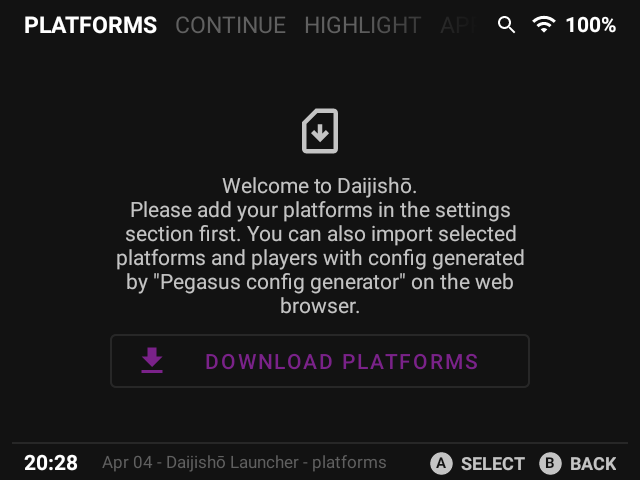 PLATFORMS CONTINUE HIGHLIGHT 100%
Welcome to Daijishō.
Please add your platforms in the settings
section first. You can also import selected
platforms and players with config generated
by "Pegasus config generator" on the web
browser.
DOWNLOAD PLATFORMS
20:28 Apr 04 - Daijishō Launcher - platforms A SELECT B BACK